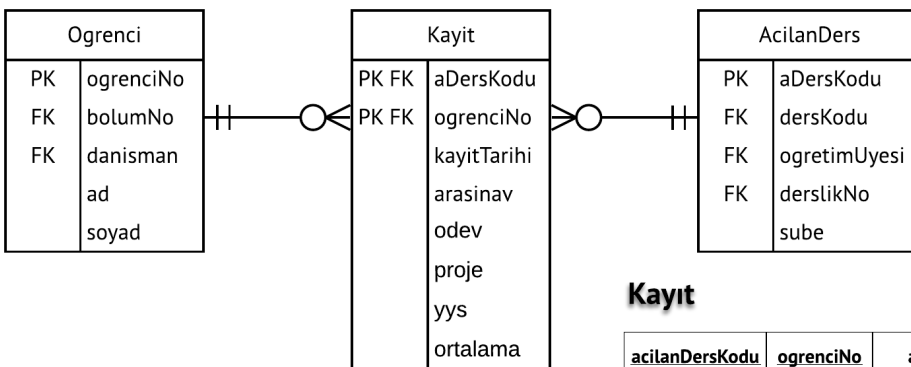 Ogrenci
PK ogrenciNo
FK bolumNo
FK danisman
ad
soyad
Kayit
PK FK aDersKodu
PK FK ogrenciNo
kayitTarihi
arasinav
odev
proje
yys
ortalama
AcilanDers
PK aDersKodu
FK dersKodu
FK ogretimUyesi
FK derslikNo
sube
Kayıt
acilanDersKodu ogrenciNo